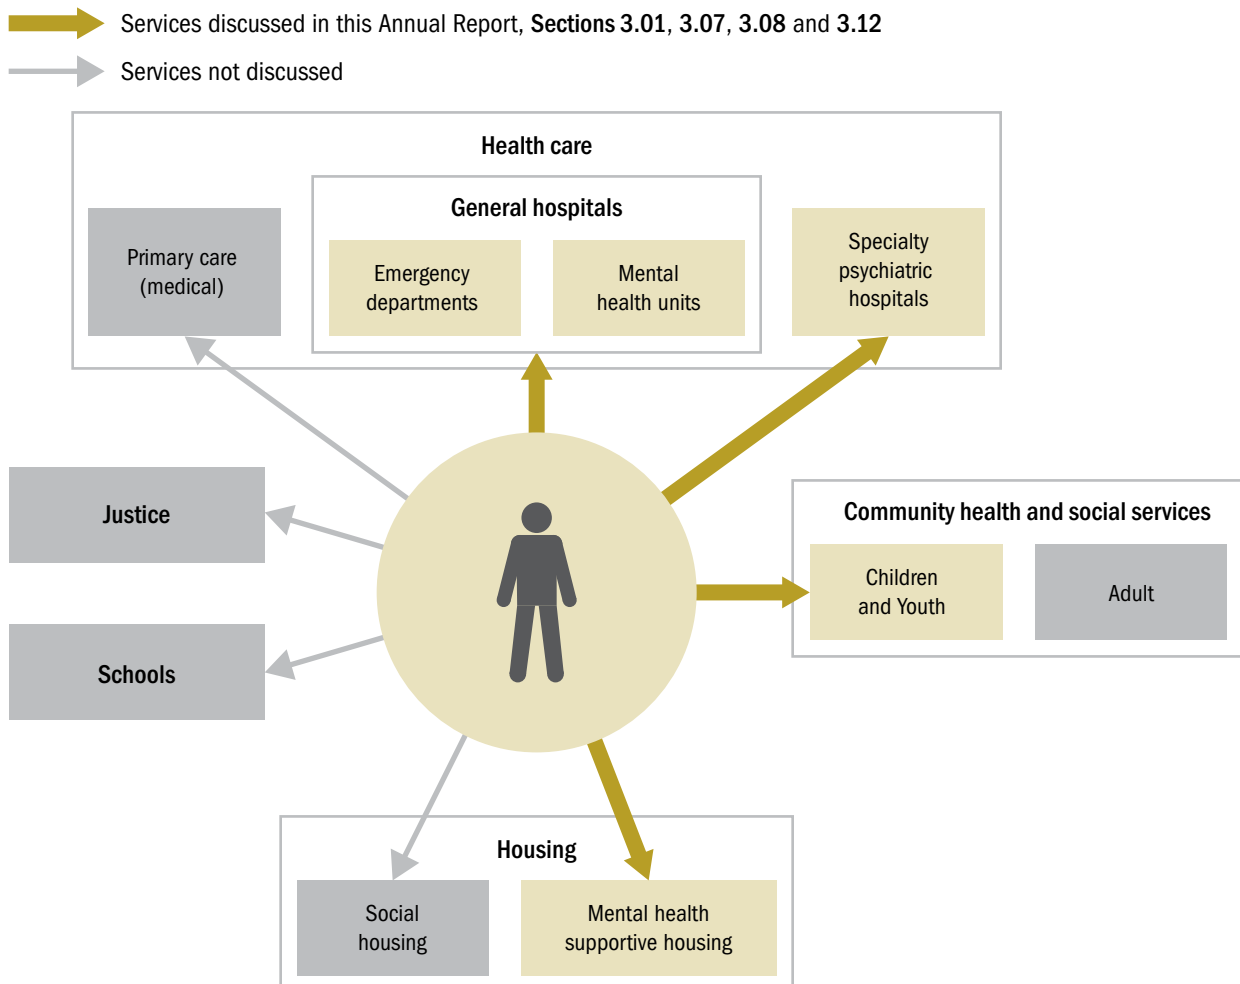 Services discussed in this Annual Report, Sections 3.01, 3.07, 3.08 and 3.12
Services not discussed
Health care
General hospitals
Primary care
(medical)
Emergency
departments
Mental
health units
Specialty
psychiatric
hospitals
Justice
Schools
Community health and social services
Children
and Youth
Adult
Housing
Social
housing
Mental health
supportive housing